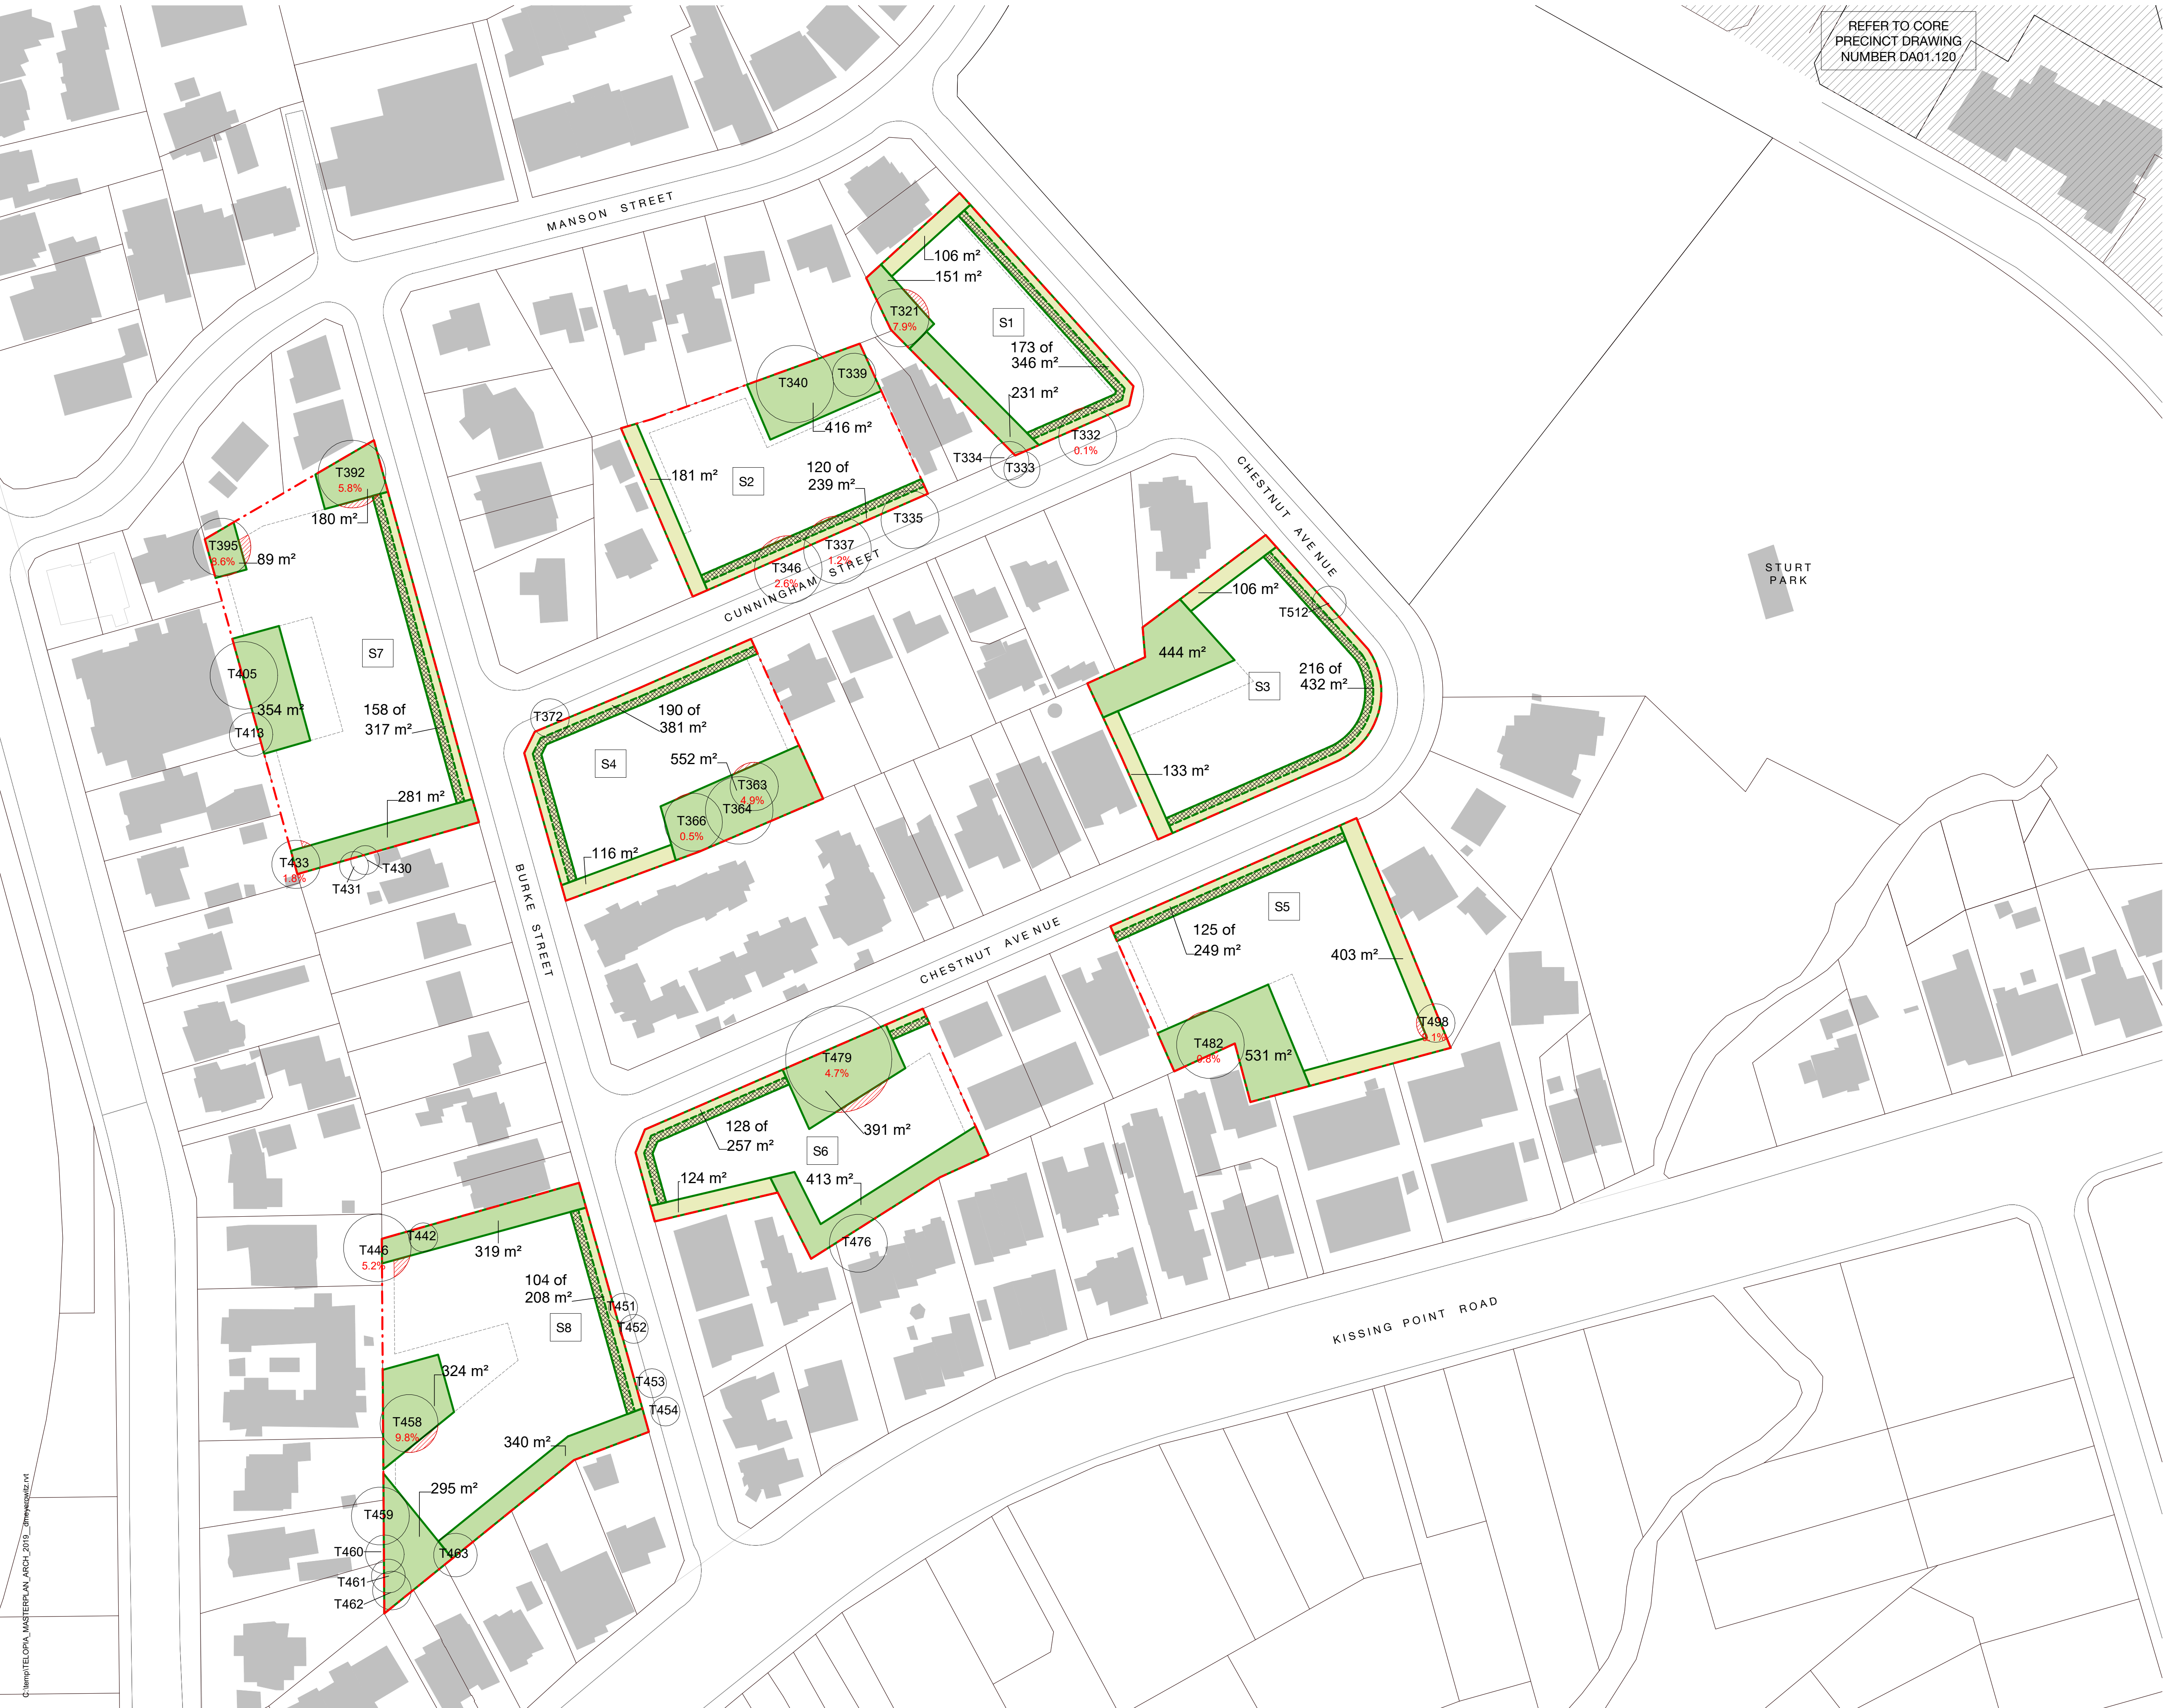 REFER TO CORE
PRECINCT DRAWING
NUMBER DA01.120
MANSON STREET
106 m²
151 m²
T321
7.9%
S1
173 of
346 m²
231 m²
T332
0.1%
T334
T333
T340
T339
416 m²
181 m²
S2
120 of
239 m²
T335
T337
1.2%
T346
2.6%
CUNNINGHAM STREET
CHESTNUT AVENUE
T392
5.8%
180 m²
T395
8.6%
89 m²
S7
T405
354 m²
T413
158 of
317 m²
281 m²
T433
1.8%
T431
T430
106 m²
T512
444 m²
S3
216 of
432 m²
133 m²
STURT
PARK
T372
190 of
381 m²
S4
552 m²
T363
4.9%
T364
T366
0.5%
116 m²
BURKE STREET
CHESTNUT AVENUE
S5
125 of
249 m²
403 m²
T498
T482
531 m²
T479
4.7%
128 of
257 m²
391 m²
S6
124 m²
413 m²
T476
T446
5.2%
T442
319 m²
104 of
208 m²
S8
T451
T452
T453
T454
324 m²
T458
9.8%
340 m²
295 m²
T459
T460
T461
T462
T463
KISSING POINT ROAD
C:\temp\TELOPIA_MASTERPLAN_ARCH_2019__dmeyerowitz.rvt